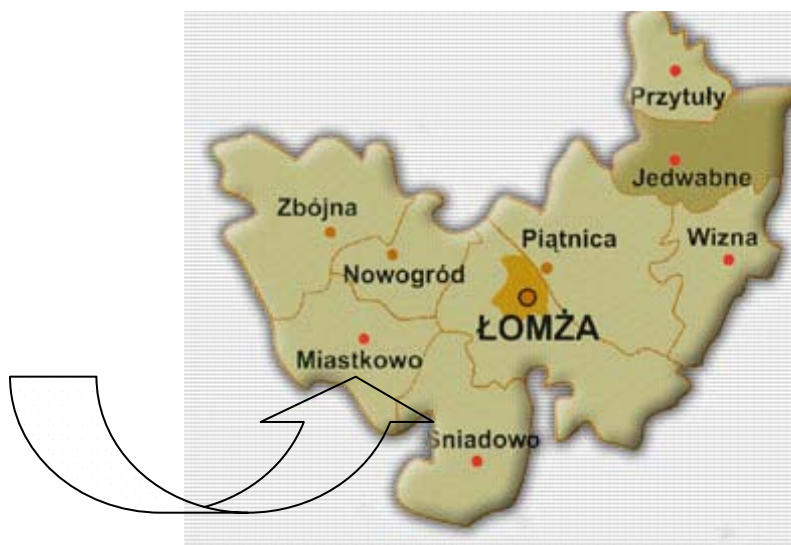 Przytuły
Jedwabne
Zbójna
Piątnica
Wizna
Nowogród
ŁOMŻA
Miastkowo
Śniadowo